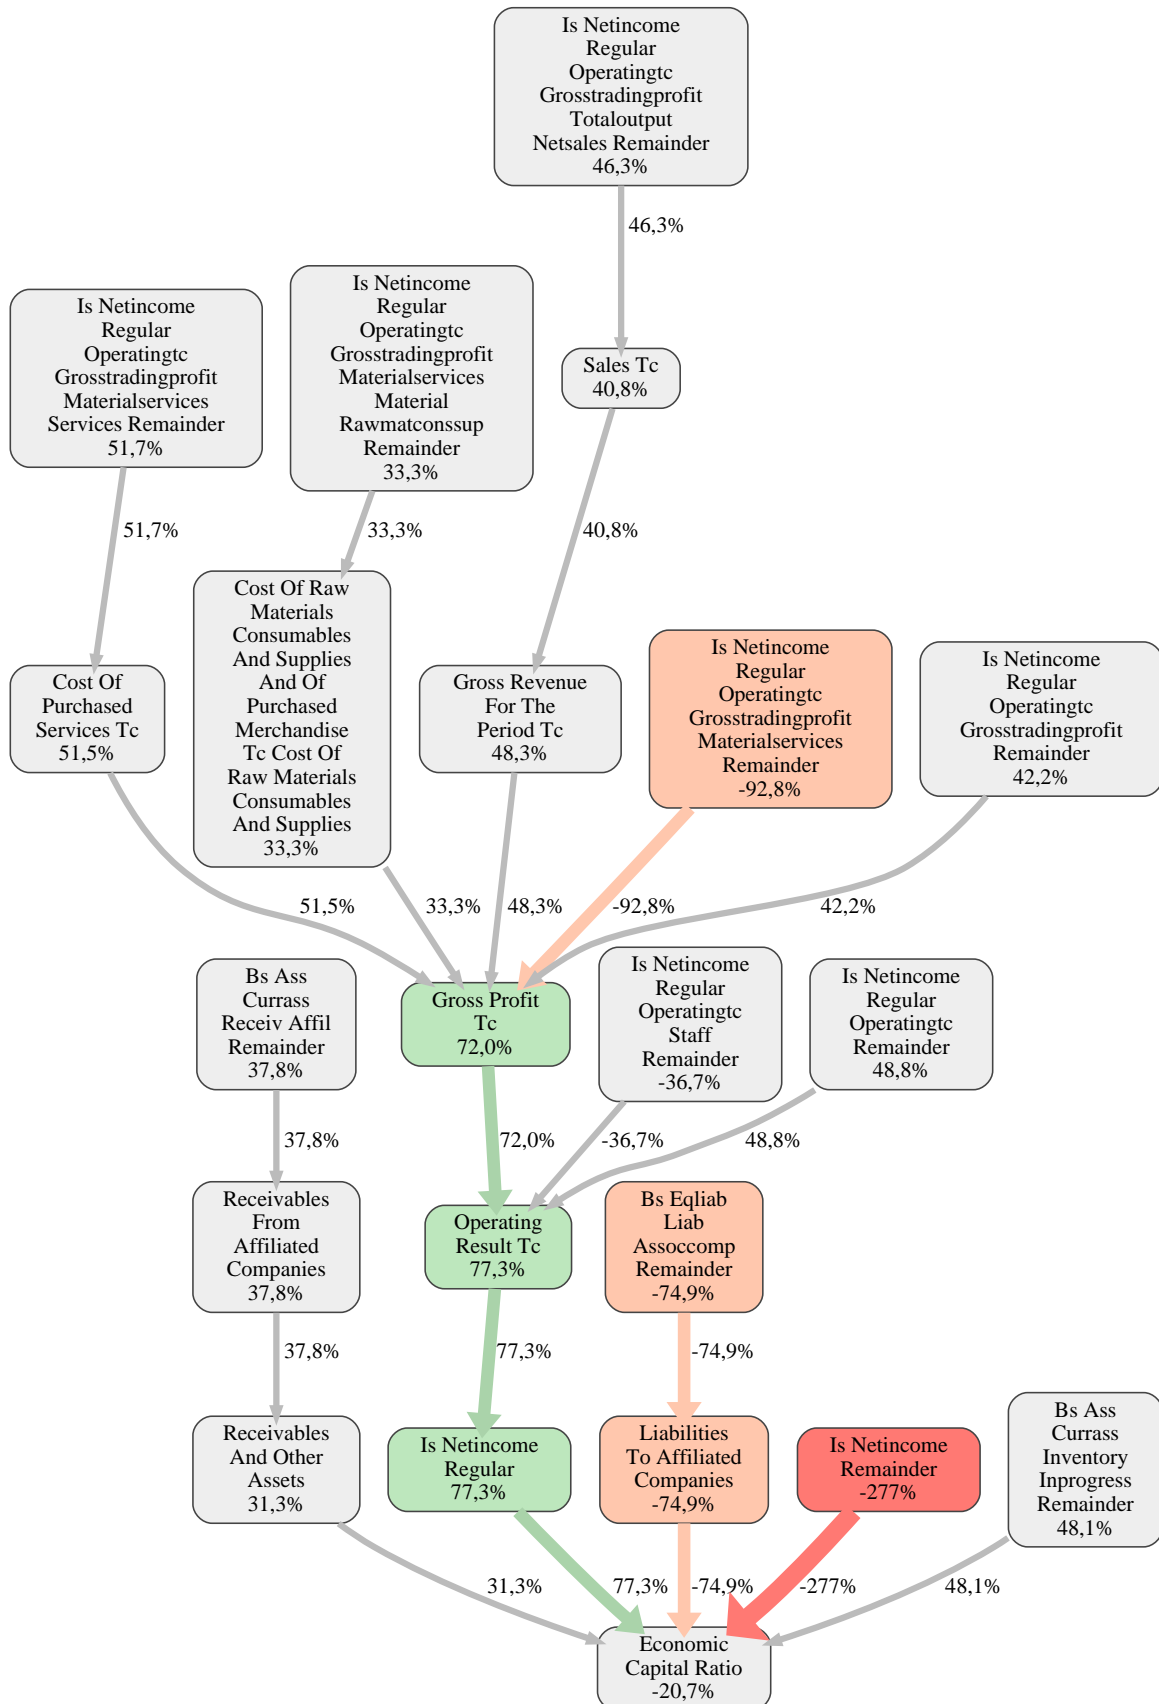 Is Netincome
Regular
Operatingtc
Grosstradingprofit
Totaloutput
Netsales Remainder
46,3%
46,3%
Is Netincome
Regular
Operatingtc
Grosstradingprofit
Materialservices
Services Remainder
51,7%
Is Netincome
Regular
Operatingtc
Grosstradingprofit
Materialservices
Material
Rawmatconssup
Remainder
33,3%
Sales Tc
40,8%
51,7%
33,3%
40,8%
Cost Of
Purchased
Services Tc
51,5%
Cost Of Raw
Materials
Consumables
And Supplies
And Of
Purchased
Merchandise
Tc Cost Of
Raw Materials
Consumables
And Supplies
33,3%
Gross Revenue
For The
Period Tc
48,3%
Is Netincome
Regular
Operatingtc
Grosstradingprofit
Materialservices
Remainder
-92,8%
Is Netincome
Regular
Operatingtc
Grosstradingprofit
Remainder
42,2%
51,5%
33,3%
48,3%
-92,8%
42,2%
Bs Ass
Currass
Receiv Affil
Remainder
37,8%
Gross Profit
Tc
72,0%
Is Netincome
Regular
Operatingtc
Staff
Remainder
-36,7%
Is Netincome
Regular
Operatingtc
Remainder
48,8%
37,8%
72,0%
-36,7%
48,8%
Receivables
From
Affiliated
Companies
37,8%
Operating
Result Tc
77,3%
Bs Eqliab
Liab
Assoccomp
Remainder
-74,9%
37,8%
77,3%
-74,9%
Receivables
And Other
Assets
31,3%
Is Netincome
Regular
77,3%
Liabilities
To Affiliated
Companies
-74,9%
Is Netincome
Remainder
-277%
Bs Ass
Currass
Inventory
Inprogress
Remainder
48,1%
31,3%
77,3%
-74,9%
-277%
48,1%
Economic
Capital Ratio
-20,7%